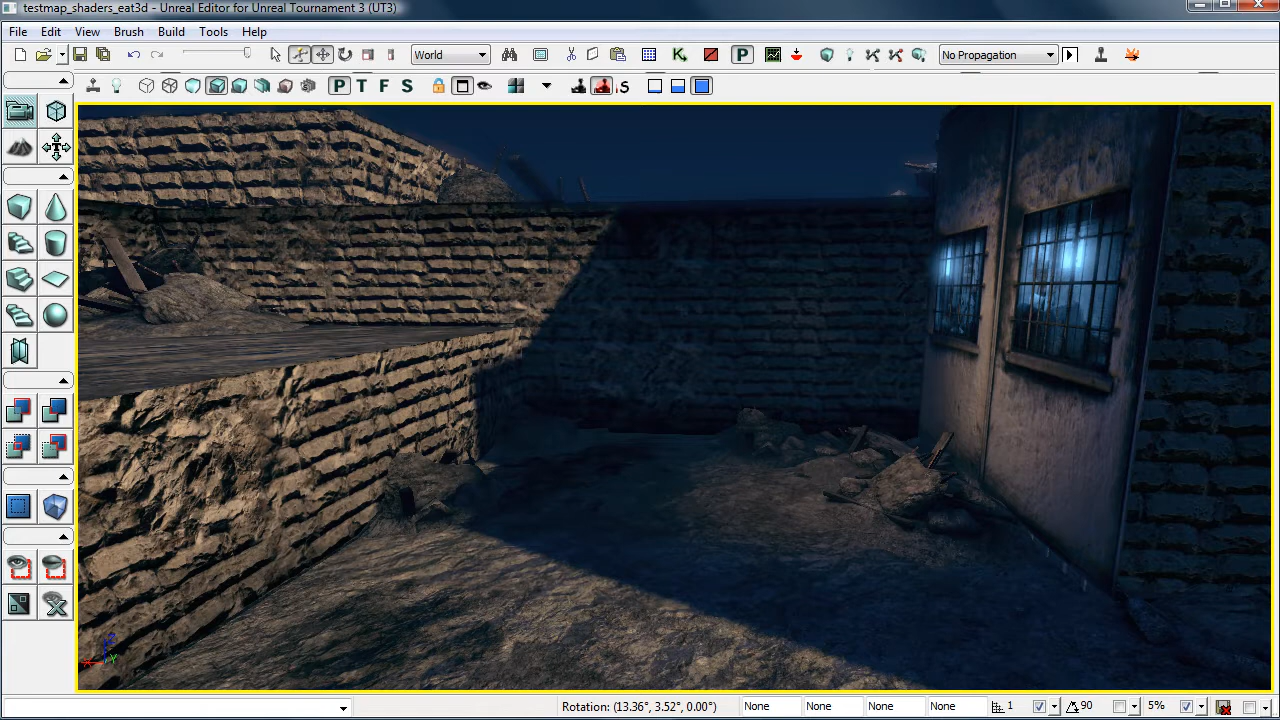 testmap_shaders_eat3d - Unreal Editor for Unreal Tournament 3 (UT3)
File Edit View Brush Build Tools Help
World No Propagation
P T F S S
Rotation: (13.36°, 3.52°, 0.00°) None None None None 1 90 5%